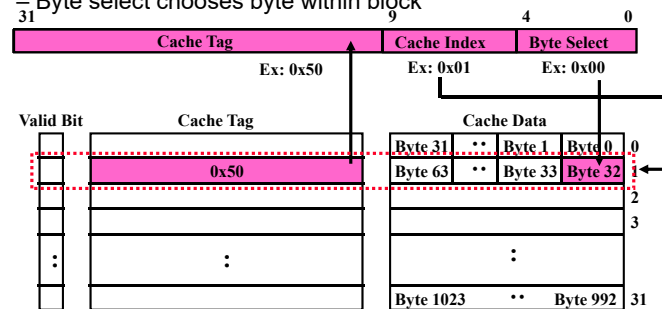 – Byte select chooses byte within block
31 9 4 0
Cache Tag Cache Index Byte Select
Ex: 0x50 Ex: 0x01 Ex: 0x00
Valid Bit Cache Tag Cache Data
Byte 31 •• Byte 1 Byte 0 0
0x50 Byte 63 •• Byte 33 Byte 32 1
2
3
: : :
Byte 1023 •• Byte 992 31